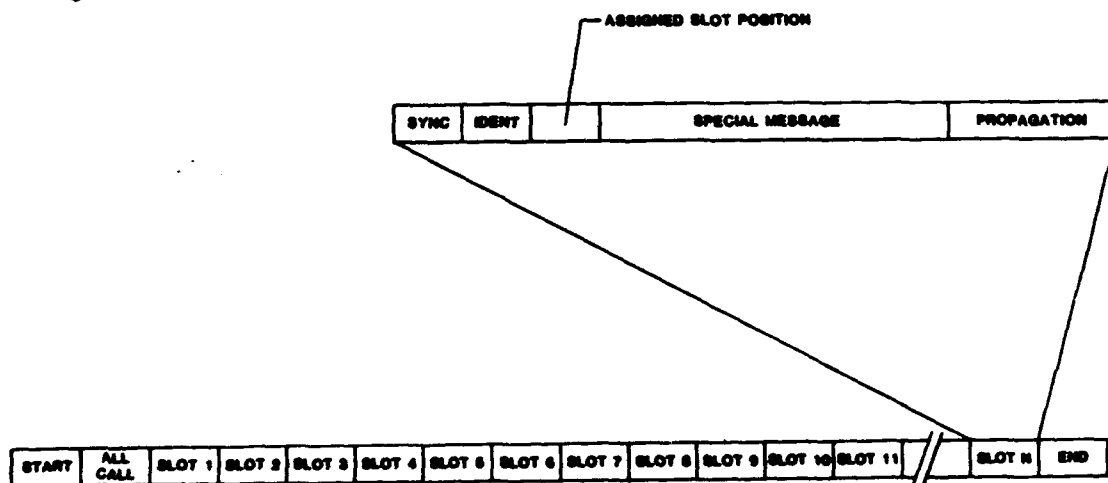 ASSIGNED SLOT POSITION
SYNC IDENT SPECIAL MESSAGE PROPAGATION
START ALL CALL SLOT 1 SLOT 2 SLOT 3 SLOT 4 SLOT 5 SLOT 6 SLOT 7 SLOT 8 SLOT 9 SLOT 10 SLOT 11 SLOT N END